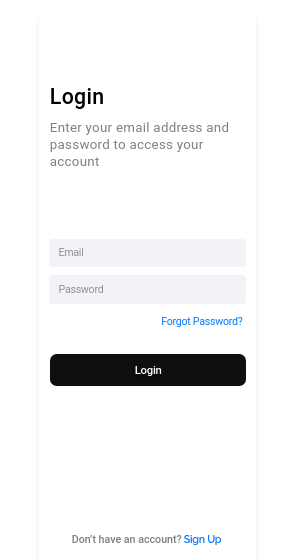 Login
Enter your email address and
password to access your
account
Email
Password
Forgot Password?
Login
Don't have an account? Sign Up